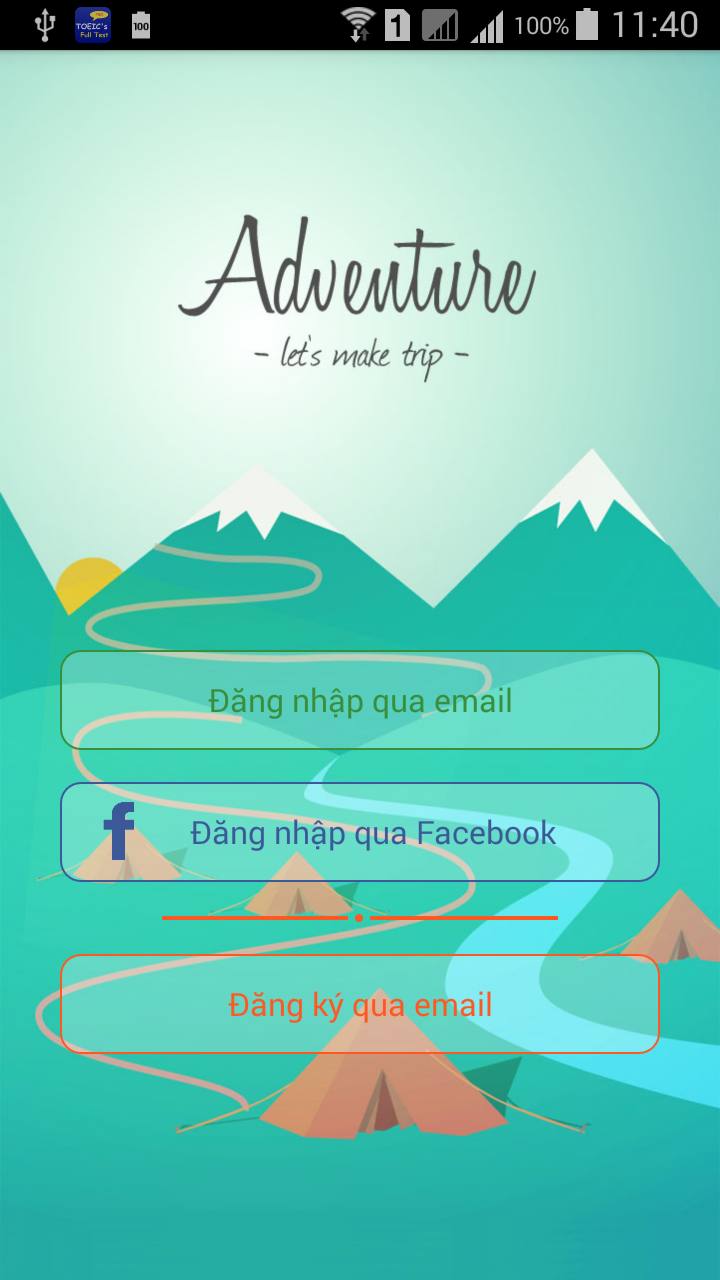 TOEIC's
Full Test
100
1
100%
11:40
Adventure
- let's make trip -
Đăng nhập qua email
f
Đăng nhập qua Facebook
Đăng ký qua email